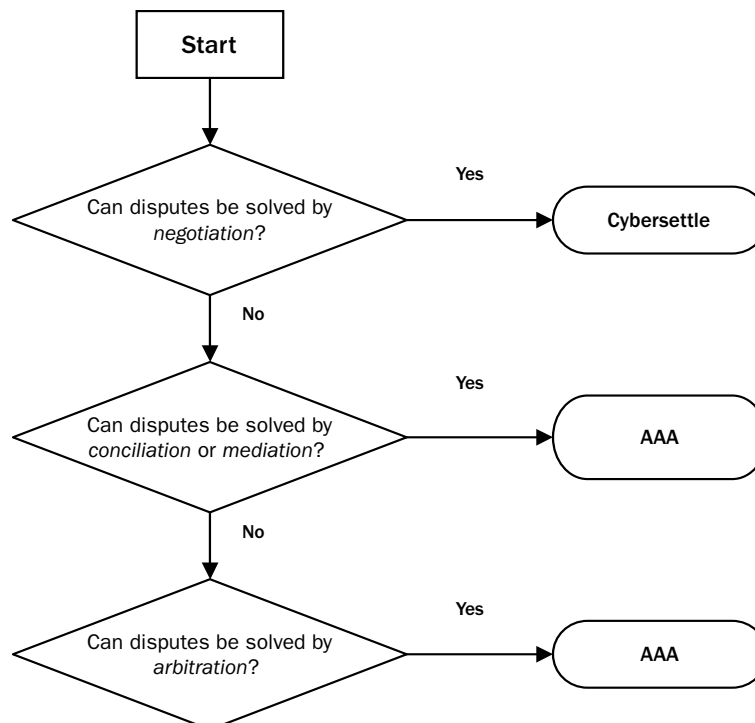 Start
Can disputes be solved by
negotiation?
Yes
Cybersettle
No
Can disputes be solved by
conciliation or mediation?
Yes
AAA
No
Can disputes be solved by
arbitration?
Yes
AAA